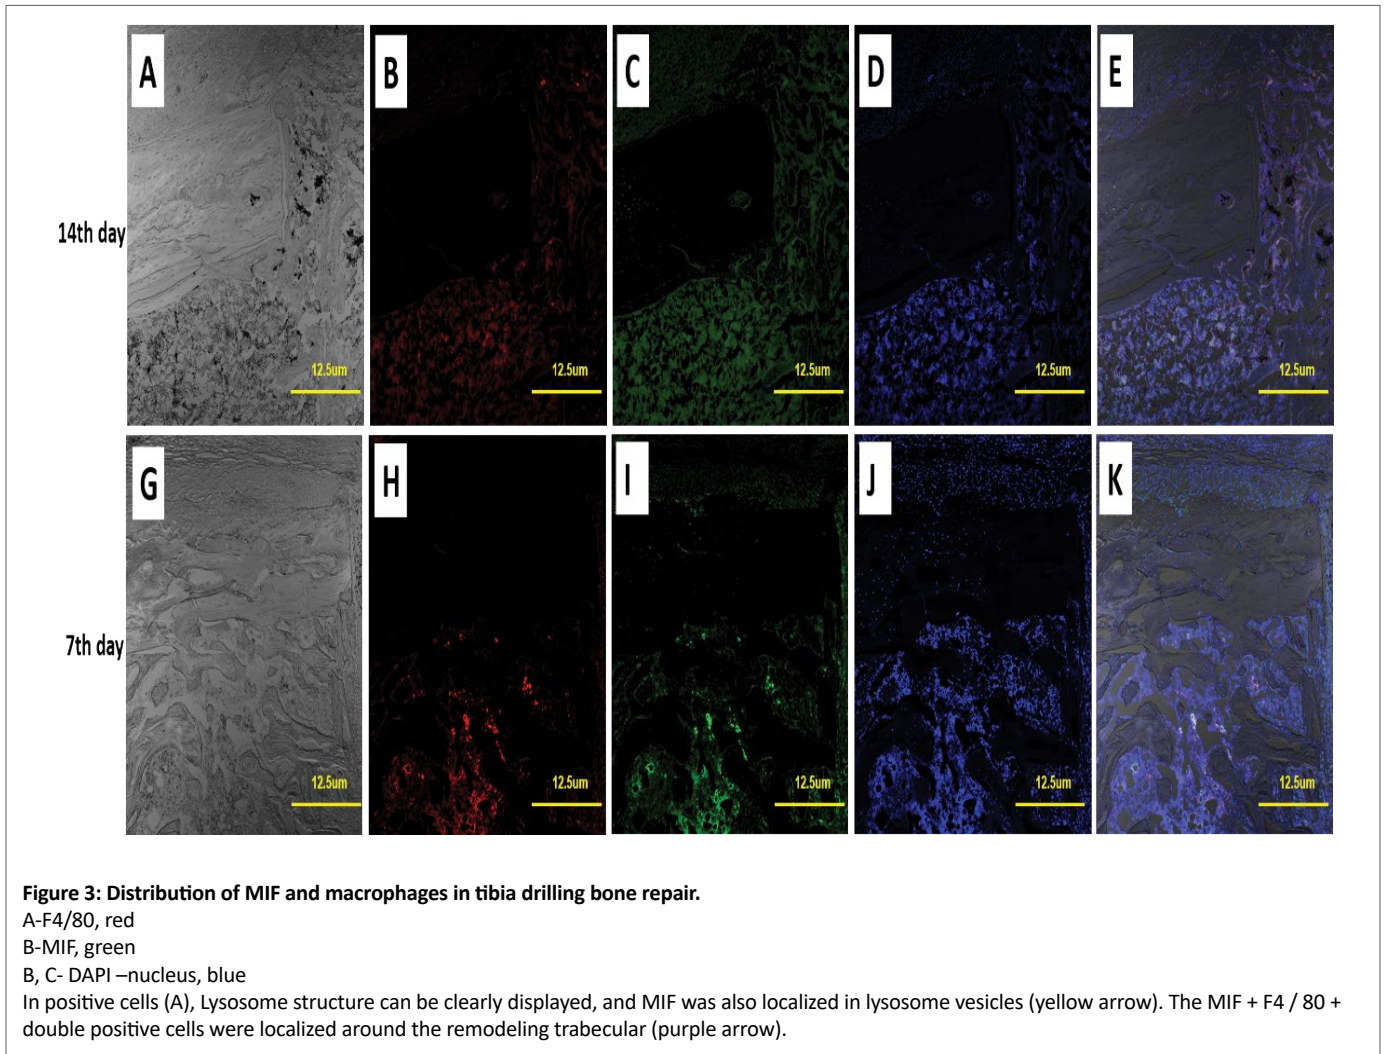 A B C D E
14th day
12.5um 12.5um 12.5um 12.5um 12.5um
G H I J K
7th day
12.5um 12.5um 12.5um 12.5um 12.5um
Figure 3: Distribution of MIF and macrophages in tibia drilling bone repair.
A-F4/80, red
B-MIF, green
B, C- DAPI –nucleus, blue
In positive cells (A), Lysosome structure can be clearly displayed, and MIF was also localized in lysosome vesicles (yellow arrow). The MIF + F4 / 80 +
double positive cells were localized around the remodeling trabecular (purple arrow).